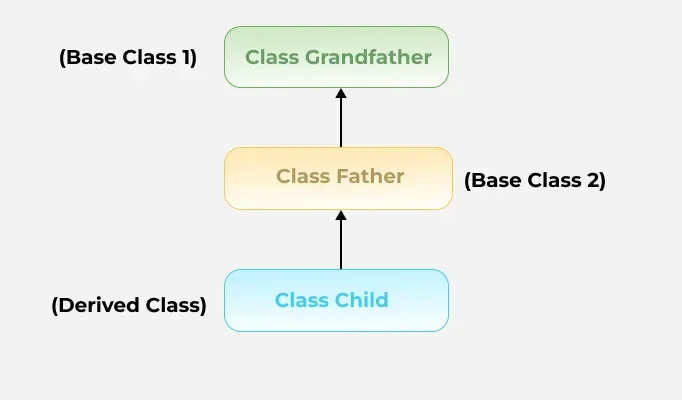 (Base Class 1)
Class Grandfather
Class Father
(Base Class 2)
(Derived Class)
Class Child